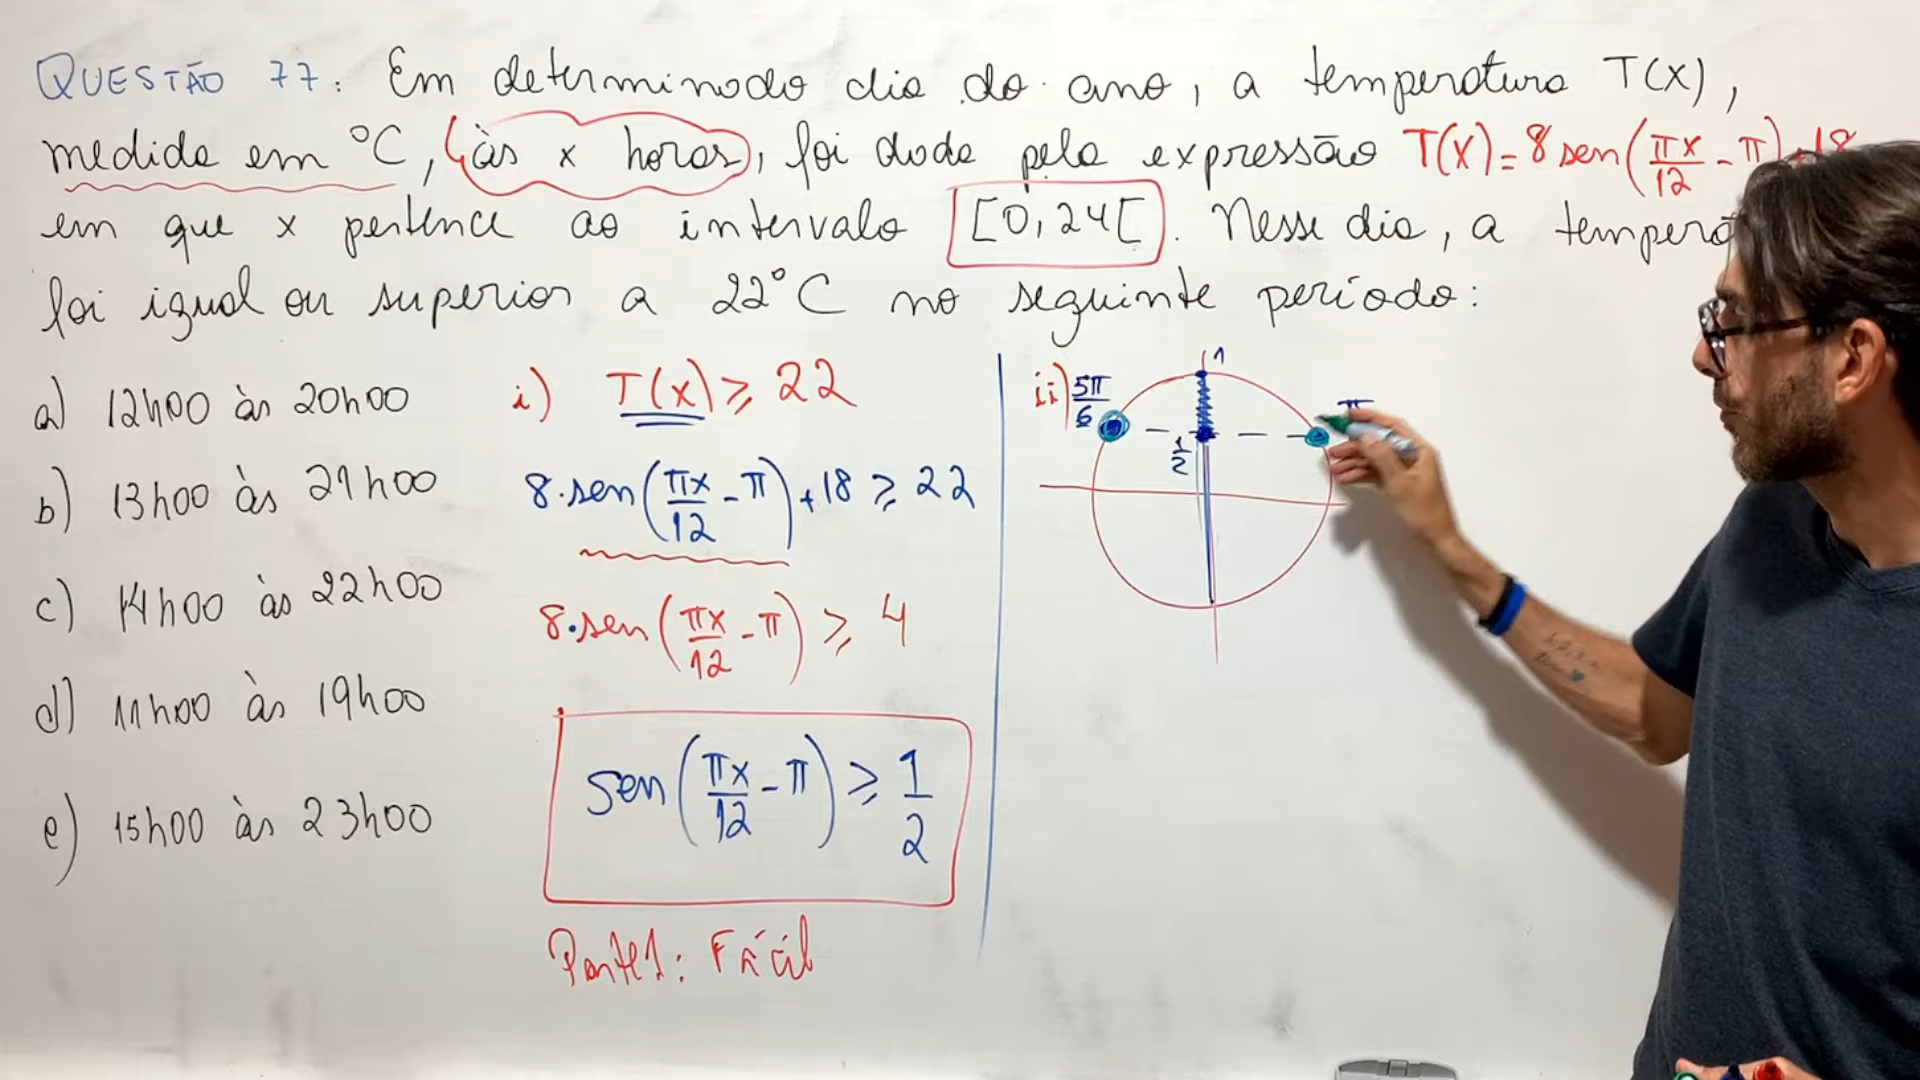 QUESTÃO 77: Em determinado dia do ano, a temperatura T(x),
medida em °C, (às x horas), foi dada pela expressão T(x)=8 sen(πx/12 - π)+18
em que x pertence ao intervalo [0,24[. Nesse dia, a temper
foi igual ou superior a 22°C no seguinte período:
a) 12h00 às 20h00
b) 13h00 às 21h00
c) 14h00 às 22h00
d) 11h00 às 19h00
e) 15h00 às 23h00
i) T(x) ⩾ 22
8·sen(πx/12 - π)+18 ⩾ 22
8·sen(πx/12 - π) ⩾ 4
sen(πx/12 - π) ⩾ 1/2
Parte 1: FÁCIL
ii) 5π/6
1
1/2
π